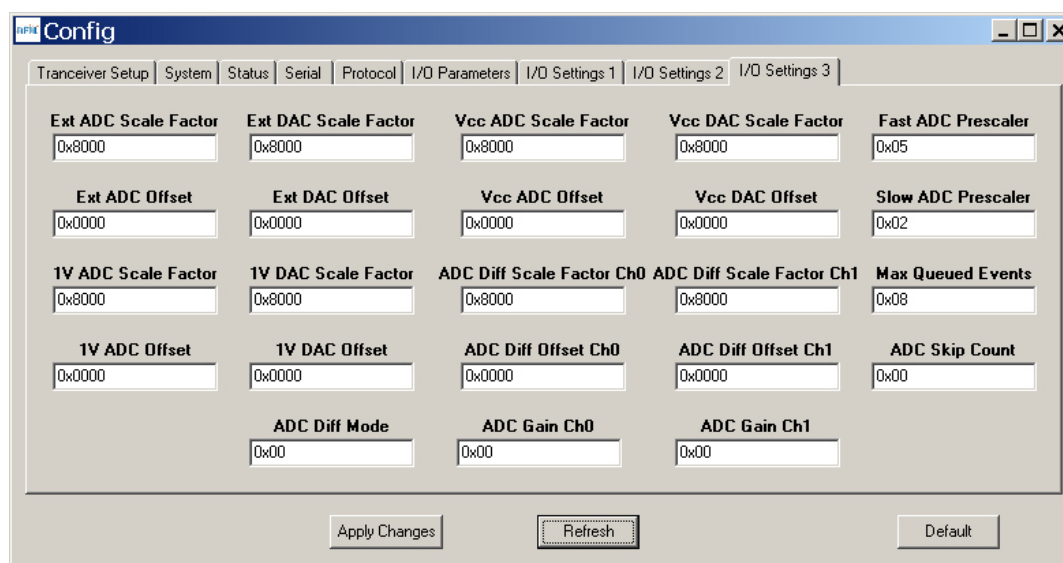 Config
Tranceiver Setup System Status Serial Protocol I/O Parameters I/O Settings 1 I/O Settings 2 I/O Settings 3
Ext ADC Scale Factor Ext DAC Scale Factor Vcc ADC Scale Factor Vcc DAC Scale Factor Fast ADC Prescaler
0x8000 0x8000 0x8000 0x8000 0x05
Ext ADC Offset Ext DAC Offset Vcc ADC Offset Vcc DAC Offset Slow ADC Prescaler
0x0000 0x0000 0x0000 0x0000 0x02
1V ADC Scale Factor 1V DAC Scale Factor ADC Diff Scale Factor Ch0 ADC Diff Scale Factor Ch1 Max Queued Events
0x8000 0x8000 0x8000 0x8000 0x08
1V ADC Offset 1V DAC Offset ADC Diff Offset Ch0 ADC Diff Offset Ch1 ADC Skip Count
0x0000 0x0000 0x0000 0x0000 0x00
ADC Diff Mode ADC Gain Ch0 ADC Gain Ch1
0x00 0x00 0x00
Apply Changes Refresh Default